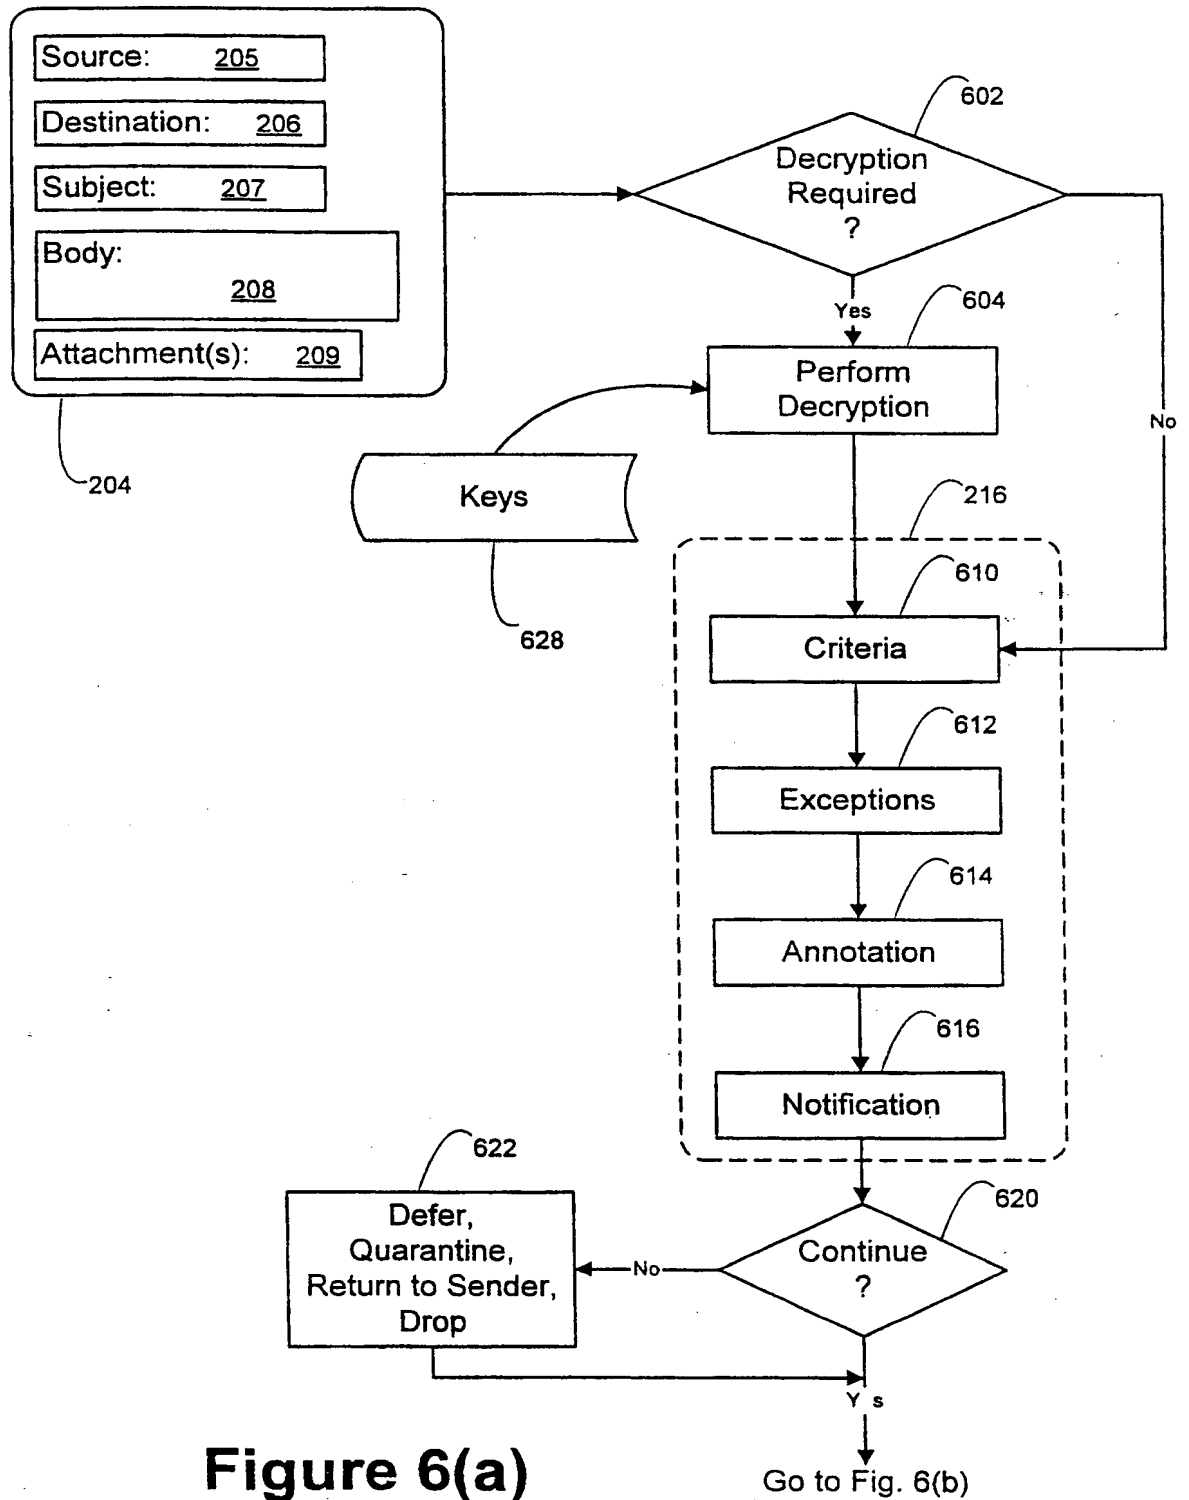 Source: 205
Destination: 206
Subject: 207
Body:
208
Attachment(s): 209
204
602
Decryption
Required
?
Yes
No
604
Perform
Decryption
Keys
628
216
610
Criteria
612
Exceptions
614
Annotation
616
Notification
620
Continue
?
No
622
Defer,
Quarantine,
Return to Sender,
Drop
Y s
Go to Fig. 6(b)
Figure 6(a)